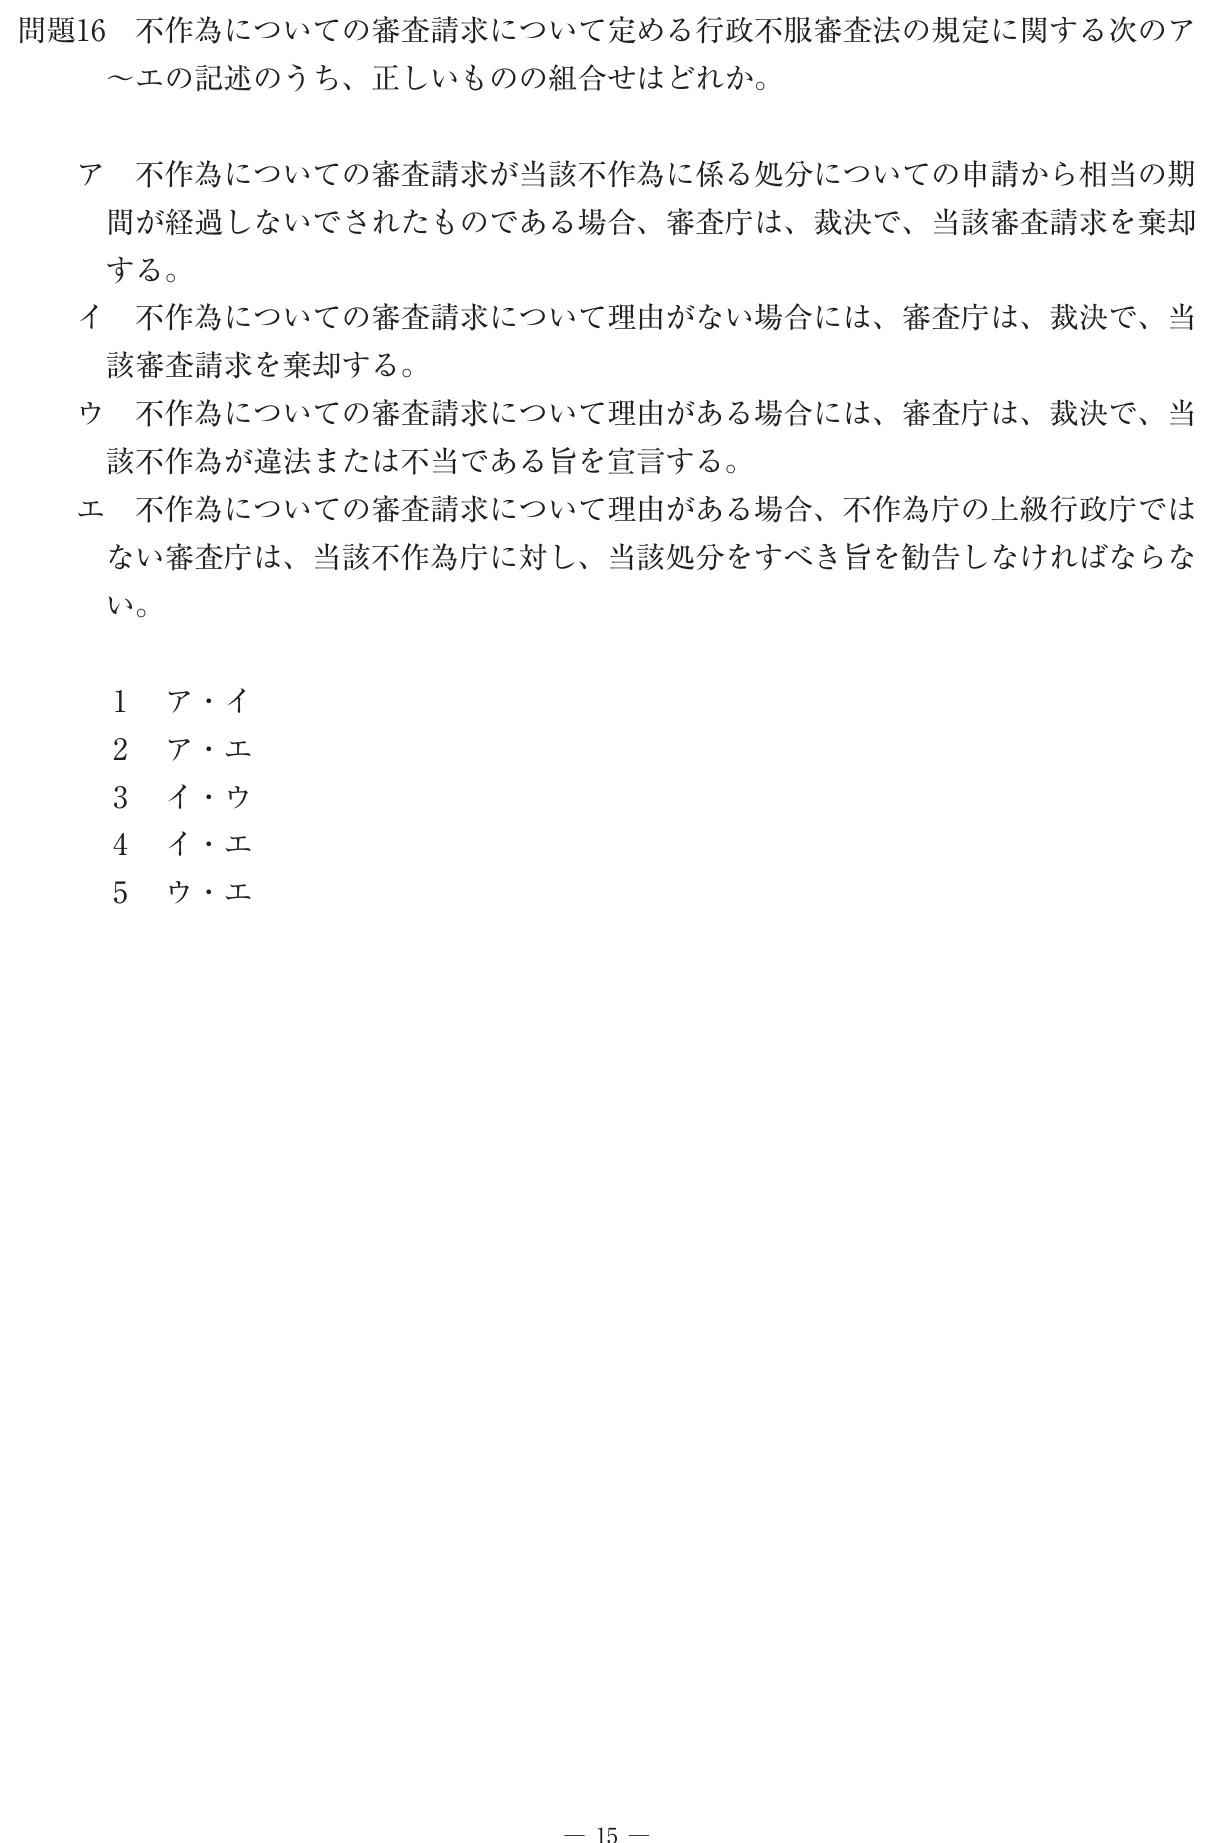 問題16　不作為についての審査請求について定める行政不服審査法の規定に関する次のア
～エの記述のうち、正しいものの組合せはどれか。
ア　不作為についての審査請求が当該不作為に係る処分についての申請から相当の期
間が経過しないでされたものである場合、審査庁は、裁決で、当該審査請求を棄却
する。
イ　不作為についての審査請求について理由がない場合には、審査庁は、裁決で、当
該審査請求を棄却する。
ウ　不作為についての審査請求について理由がある場合には、審査庁は、裁決で、当
該不作為が違法または不当である旨を宣言する。
エ　不作為についての審査請求について理由がある場合、不作為庁の上級行政庁では
ない審査庁は、当該不作為庁に対し、当該処分をすべき旨を勧告しなければならな
い。
1　ア・イ
2　ア・エ
3　イ・ウ
4　イ・エ
5　ウ・エ
― 15 ―